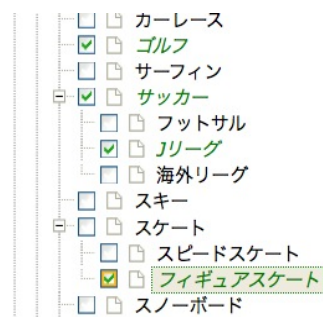 カーレース
ゴルフ
サーフィン
サッカー
フットサル
Jリーグ
海外リーグ
スキー
スケート
スピードスケート
フィギュアスケート
スノーボード